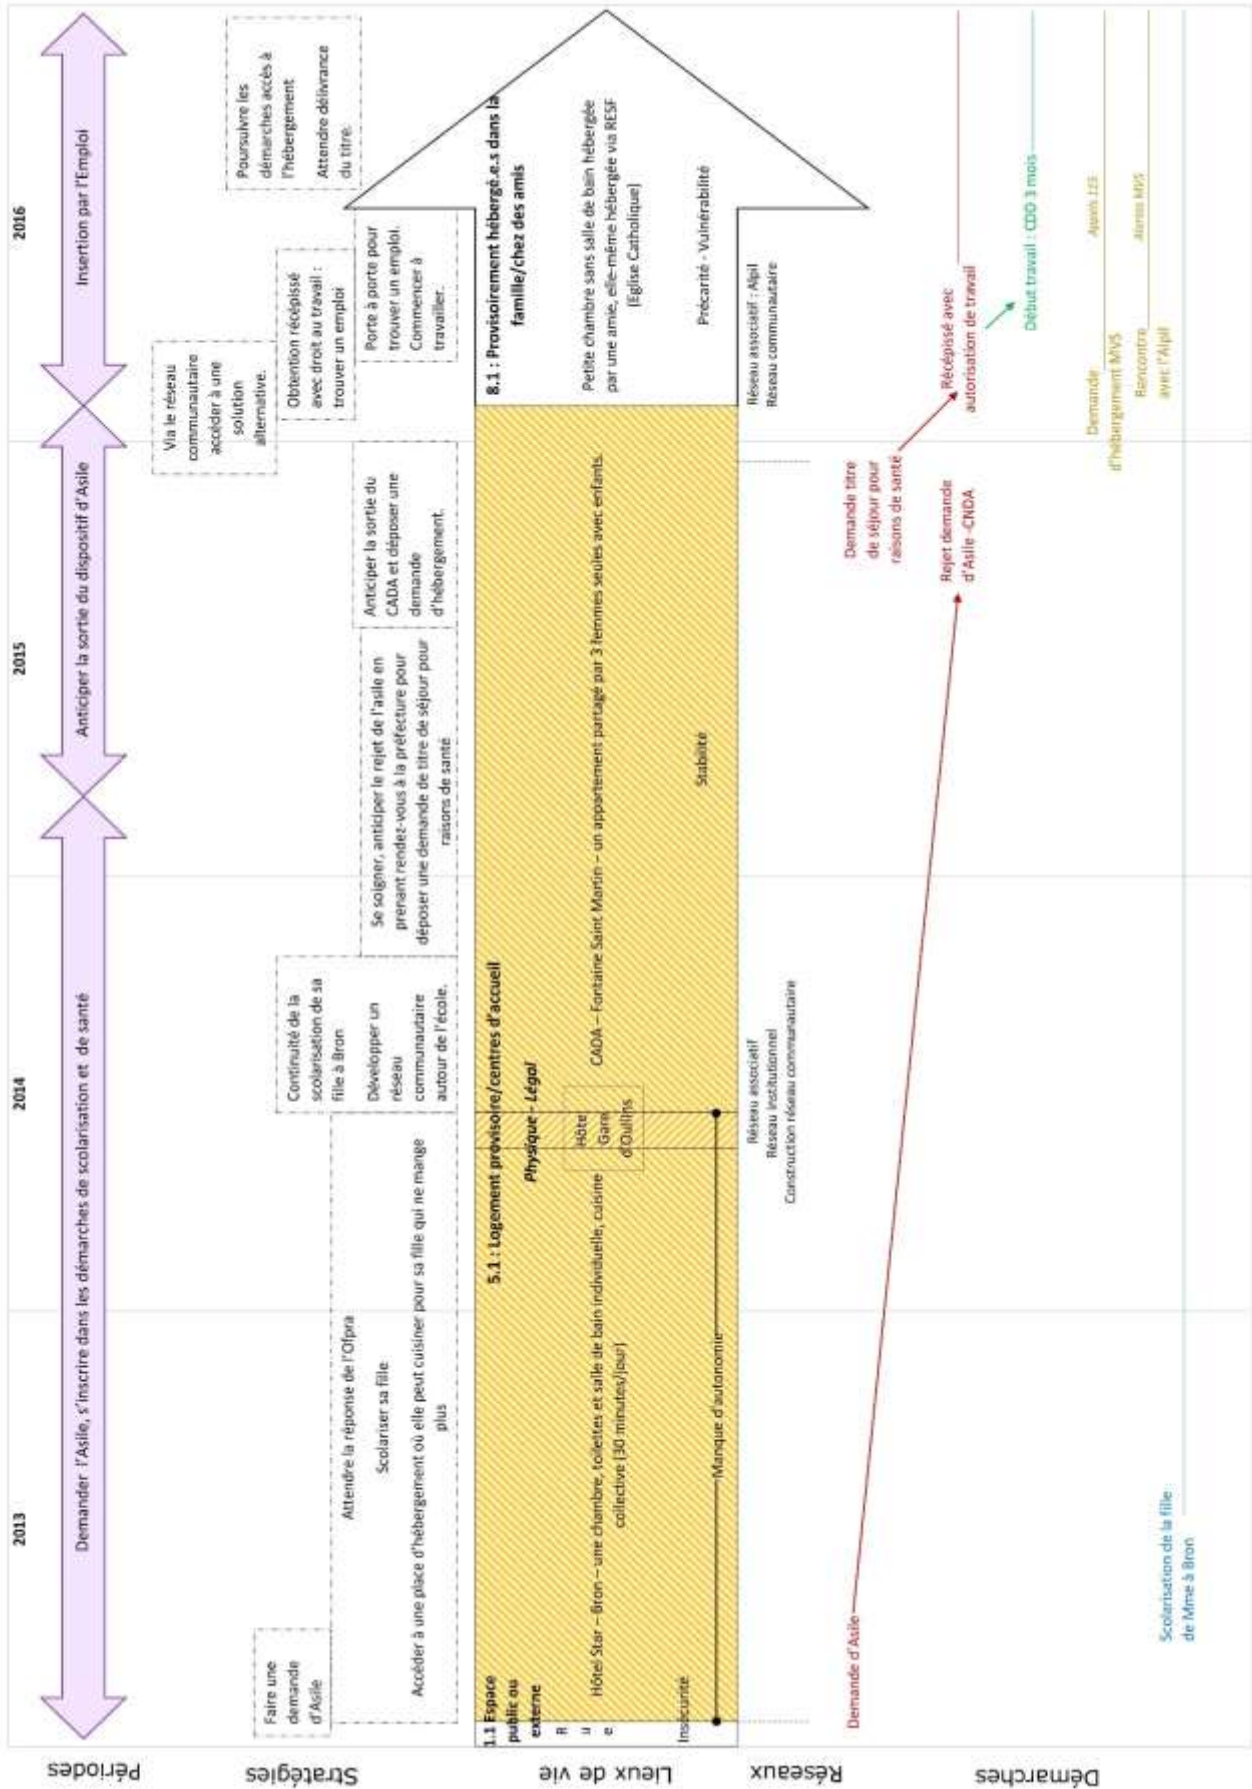 2013
2014
2015
2016
Périodes
Demander l'Asile, s'inscrire dans les démarches de scolarisation et de santé
Anticiper la sortie du dispositif d'Asile
Insertion par l'Emploi
Stratégies
Faire une
demande
d'Asile
Attendre la réponse de l'Ofpra
Scolariser sa fille
Accéder à une place d'hébergement où elle peut cuisiner pour sa fille qui ne mange
plus
Continuité de la
scolarisation de sa
fille à Bron
Développer un
réseau
communautaire
autour de l'école.
Se soigner, anticiper le rejet de l'asile en
prenant rendez-vous à la préfecture pour
déposer une demande de titre de séjour pour
raisons de santé
Anticiper la sortie du
CADA et déposer une
demande
d'hébergement.
Via le réseau
communautaire
accéder à une
solution
alternative.
Obtention récépissé
avec droit au travail :
trouver un emploi
Porte à porte pour
trouver un emploi.
Commencer à
travailler.
Poursuivre les
démarches accès à
l'hébergement
Attendre délivrance
du titre.
Lieux de vie
1.1 Espace
public ou
externe
R
u
e
Insécurité
5.1 : Logement provisoire/centres d'accueil
Physique - Légal
Hôtel Star – Bron – une chambre, toilettes et salle de bain individuelle, cuisine
collective (30 minutes/jour)
Manque d'autonomie
Hôte
Gare
d'Oullins
CADA – Fontaine Saint Martin – un appartement partagé par 3 femmes seules avec enfants.
Stabilité
8.1 : Provisoirement hébergé.e.s dans la
famille/chez des amis
Petite chambre sans salle de bain hébergée
par une amie, elle-même hébergée via RESF
(Eglise Catholique)
Précarité - Vulnérabilité
Réseaux
Réseau associatif
Réseau institutionnel
Construction réseau communautaire
Réseau associatif : Alpil
Réseau communautaire
Démarches
Demande d'Asile
Rejet demande
d'Asile -CNDA
Demande titre
de séjour pour
raisons de santé
Récépissé avec
autorisation de travail
Début travail : CDD 3 mois
Demande
d'hébergement MVS
Appels 115
Rencontre
avec l'Alpil
Alertes MVS
Scolarisation de la fille
de Mme à Bron